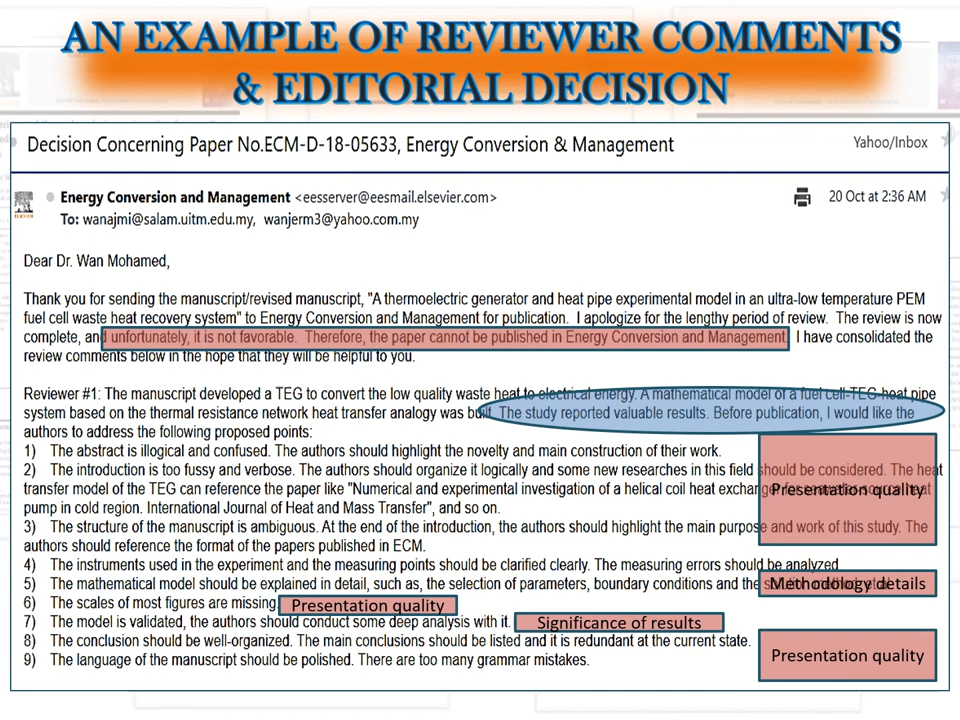 AN EXAMPLE OF REVIEWER COMMENTS
& EDITORIAL DECISION
Decision Concerning Paper No.ECM-D-18-05633, Energy Conversion & Management
Yahoo/Inbox
Energy Conversion and Management <eesserver@eesmail.elsevier.com>
20 Oct at 2:36 AM
To: wanajmi@salam.uitm.edu.my, wanjerm3@yahoo.com.my
Dear Dr. Wan Mohamed,
Thank you for sending the manuscript/revised manuscript, "A thermoelectric generator and heat pipe experimental model in an ultra-low temperature PEM
fuel cell waste heat recovery system" to Energy Conversion and Management for publication. I apologize for the lengthy period of review. The review is now
complete, and unfortunately, it is not favorable. Therefore, the paper cannot be published in Energy Conversion and Management. I have consolidated the
review comments below in the hope that they will be helpful to you.
Reviewer #1: The manuscript developed a TEG to convert the low quality waste heat to electrical energy. A mathematical model of a fuel cell-TEG-heat pipe
system based on the thermal resistance network heat transfer analogy was built. The study reported valuable results. Before publication, I would like the
authors to address the following proposed points:
1) The abstract is illogical and confused. The authors should highlight the novelty and main construction of their work.
2) The introduction is too fussy and verbose. The authors should organize it logically and some new researches in this field should be considered. The heat
transfer model of the TEG can reference the paper like "Numerical and experimental investigation of a helical coil heat exchanger for heat
Presentation quality
pump in cold region. International Journal of Heat and Mass Transfer", and so on.
3) The structure of the manuscript is ambiguous. At the end of the introduction, the authors should highlight the main purpose and work of this study. The
authors should reference the format of the papers published in ECM.
4) The instruments used in the experiment and the measuring points should be clarified clearly. The measuring errors should be analyzed
5) The mathematical model should be explained in detail, such as, the selection of parameters, boundary conditions and the
Methodology details
6) The scales of most figures are missing.
Presentation quality
7) The model is validated, the authors should conduct some deep analysis with it.
Significance of results
8) The conclusion should be well-organized. The main conclusions should be listed and it is redundant at the current state.
9) The language of the manuscript should be polished. There are too many grammar mistakes.
Presentation quality